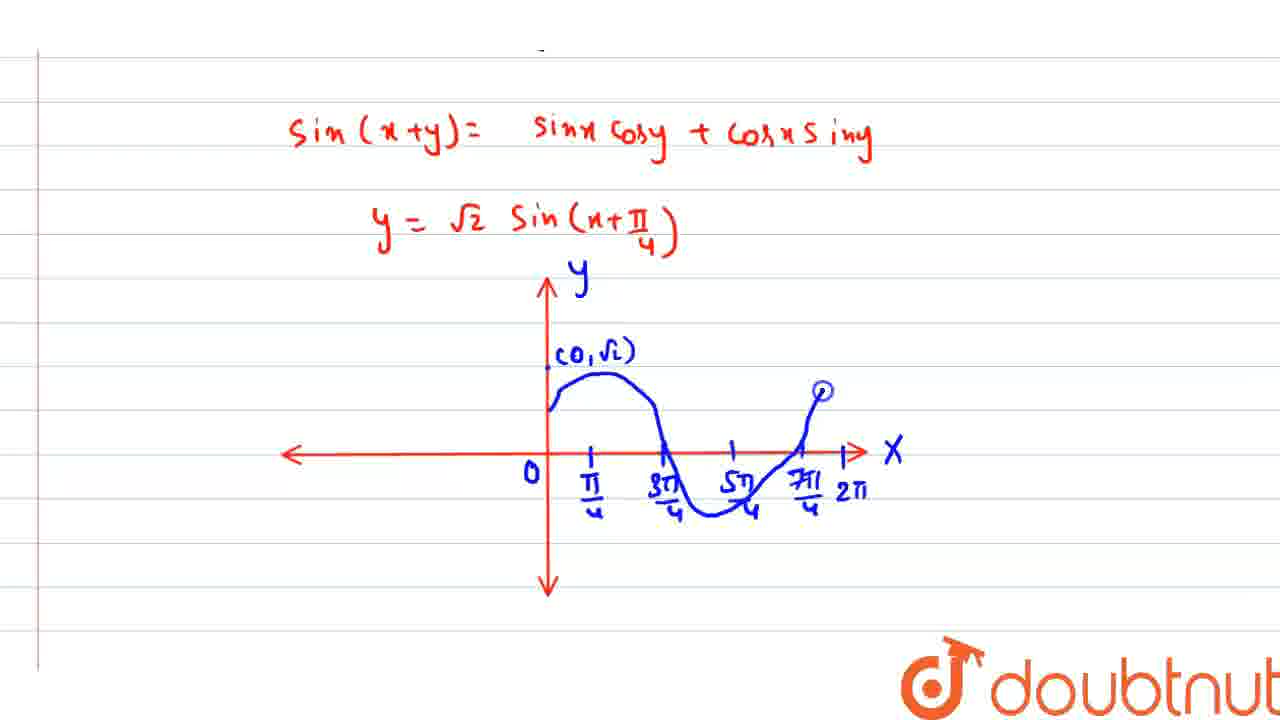 sin(x+y)= sinx cosy + cosx siny
y = √2 sin(x+π/4)
y
(0,√2)
0 π/4 3π/4 5π/4 7π/4 2π X
doubtnut